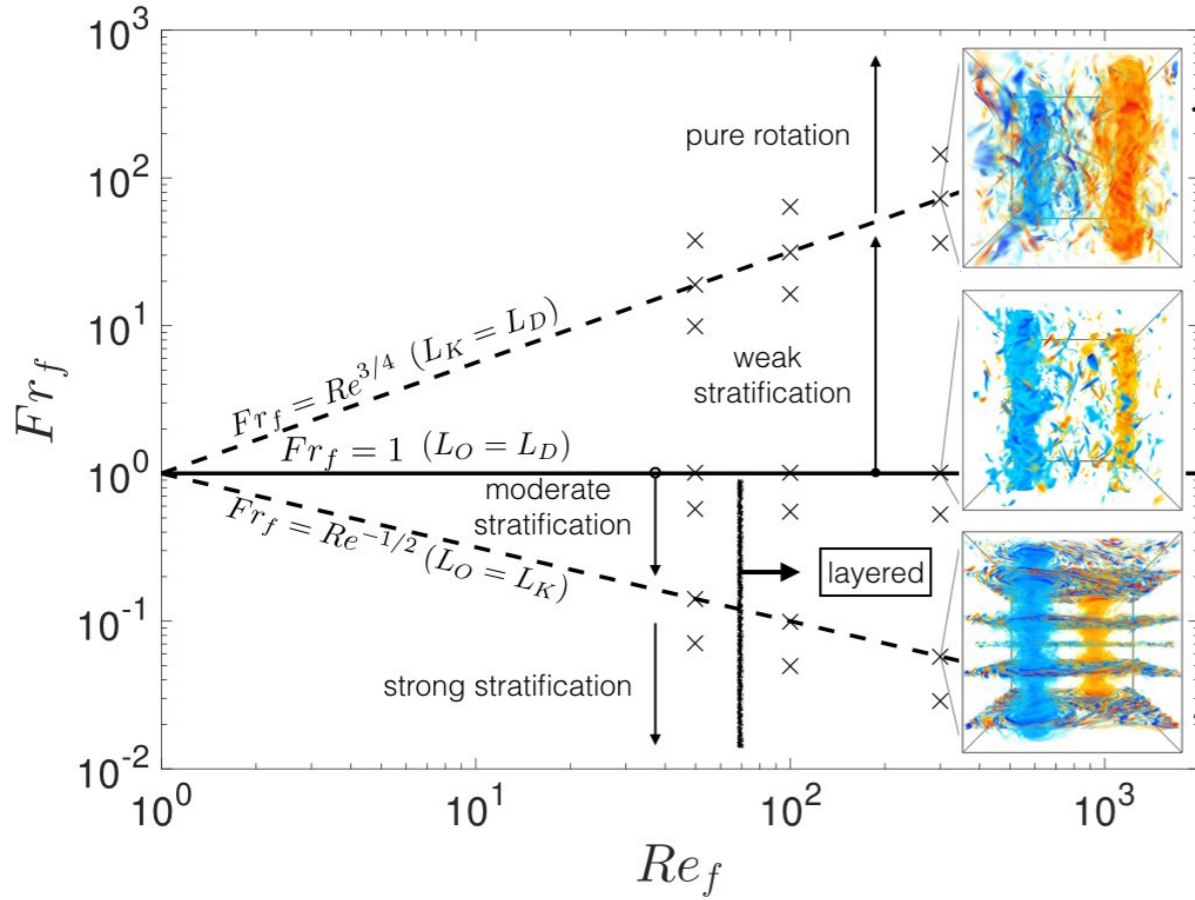 10^3
pure rotation
10^2
Fr_f = Re^{3/4} (L_K = L_D)
10^1
weak
stratification
Fr_f
Fr_f = 1 (L_O = L_D)
10^0
moderate
stratification
Fr_f = Re^{-1/2} (L_O = L_K)
layered
10^{-1}
strong stratification
10^{-2}
10^0
10^1
10^2
10^3
Re_f